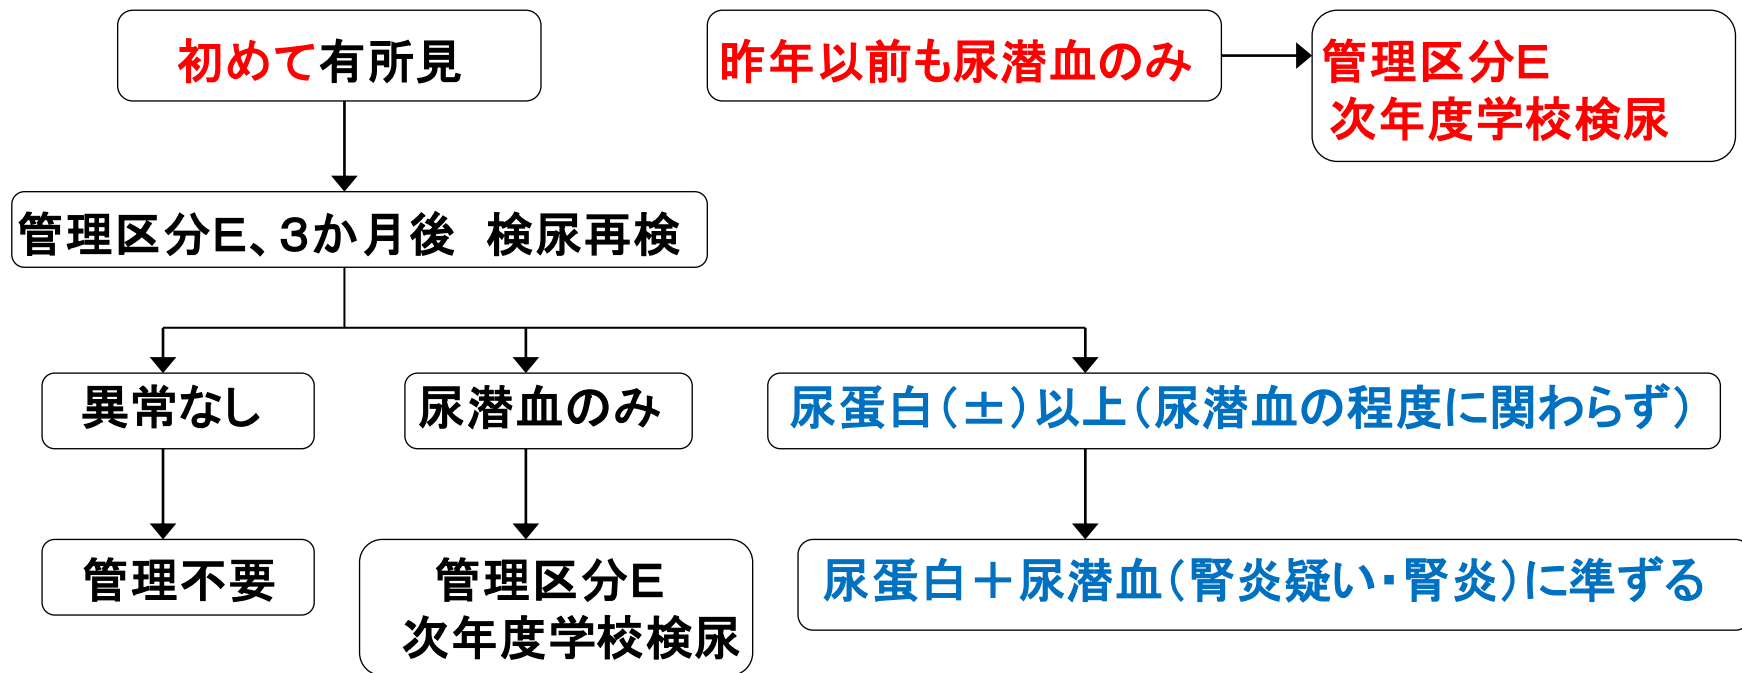 初めて有所見
昨年以前も尿潜血のみ
管理区分E
次年度学校検尿
管理区分E、3か月後　検尿再検
異常なし
尿潜血のみ
尿蛋白（±）以上（尿潜血の程度に関わらず）
管理不要
管理区分E
次年度学校検尿
尿蛋白＋尿潜血（腎炎疑い・腎炎）に準ずる